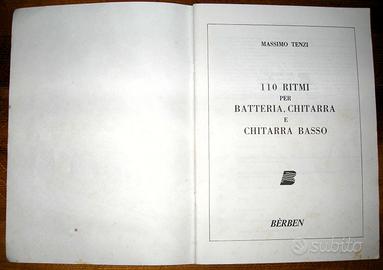 MASSIMO TENZI
110 RITMI
PER
BATTERIA, CHITARRA
E
CHITARRA BASSO
BÈRBEN
subito